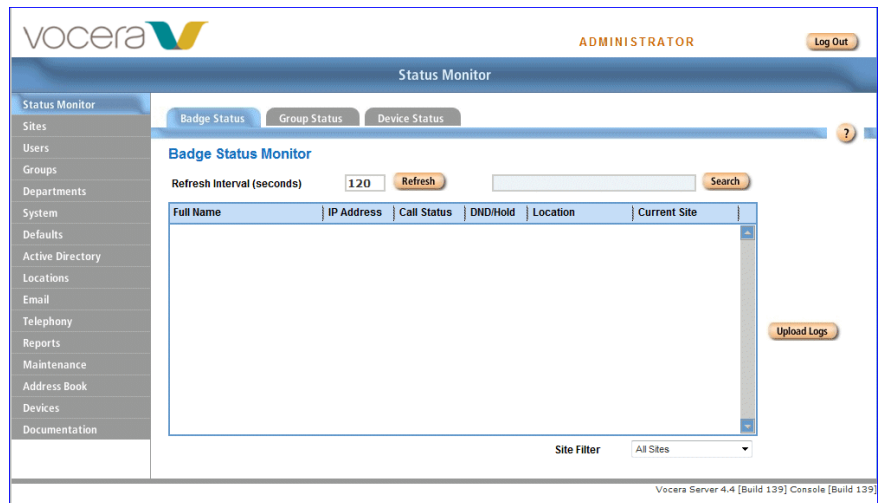 vocera
ADMINISTRATOR
Log Out
Status Monitor
Status Monitor
Sites
Users
Groups
Departments
System
Defaults
Active Directory
Locations
Email
Telephony
Reports
Maintenance
Address Book
Devices
Documentation
Badge Status Group Status Device Status
?
Badge Status Monitor
Refresh Interval (seconds) 120 Refresh Search
Full Name IP Address Call Status DND/Hold Location Current Site
Upload Logs
Site Filter All Sites
Vocera Server 4.4 [Build 139] Console [Build 139]